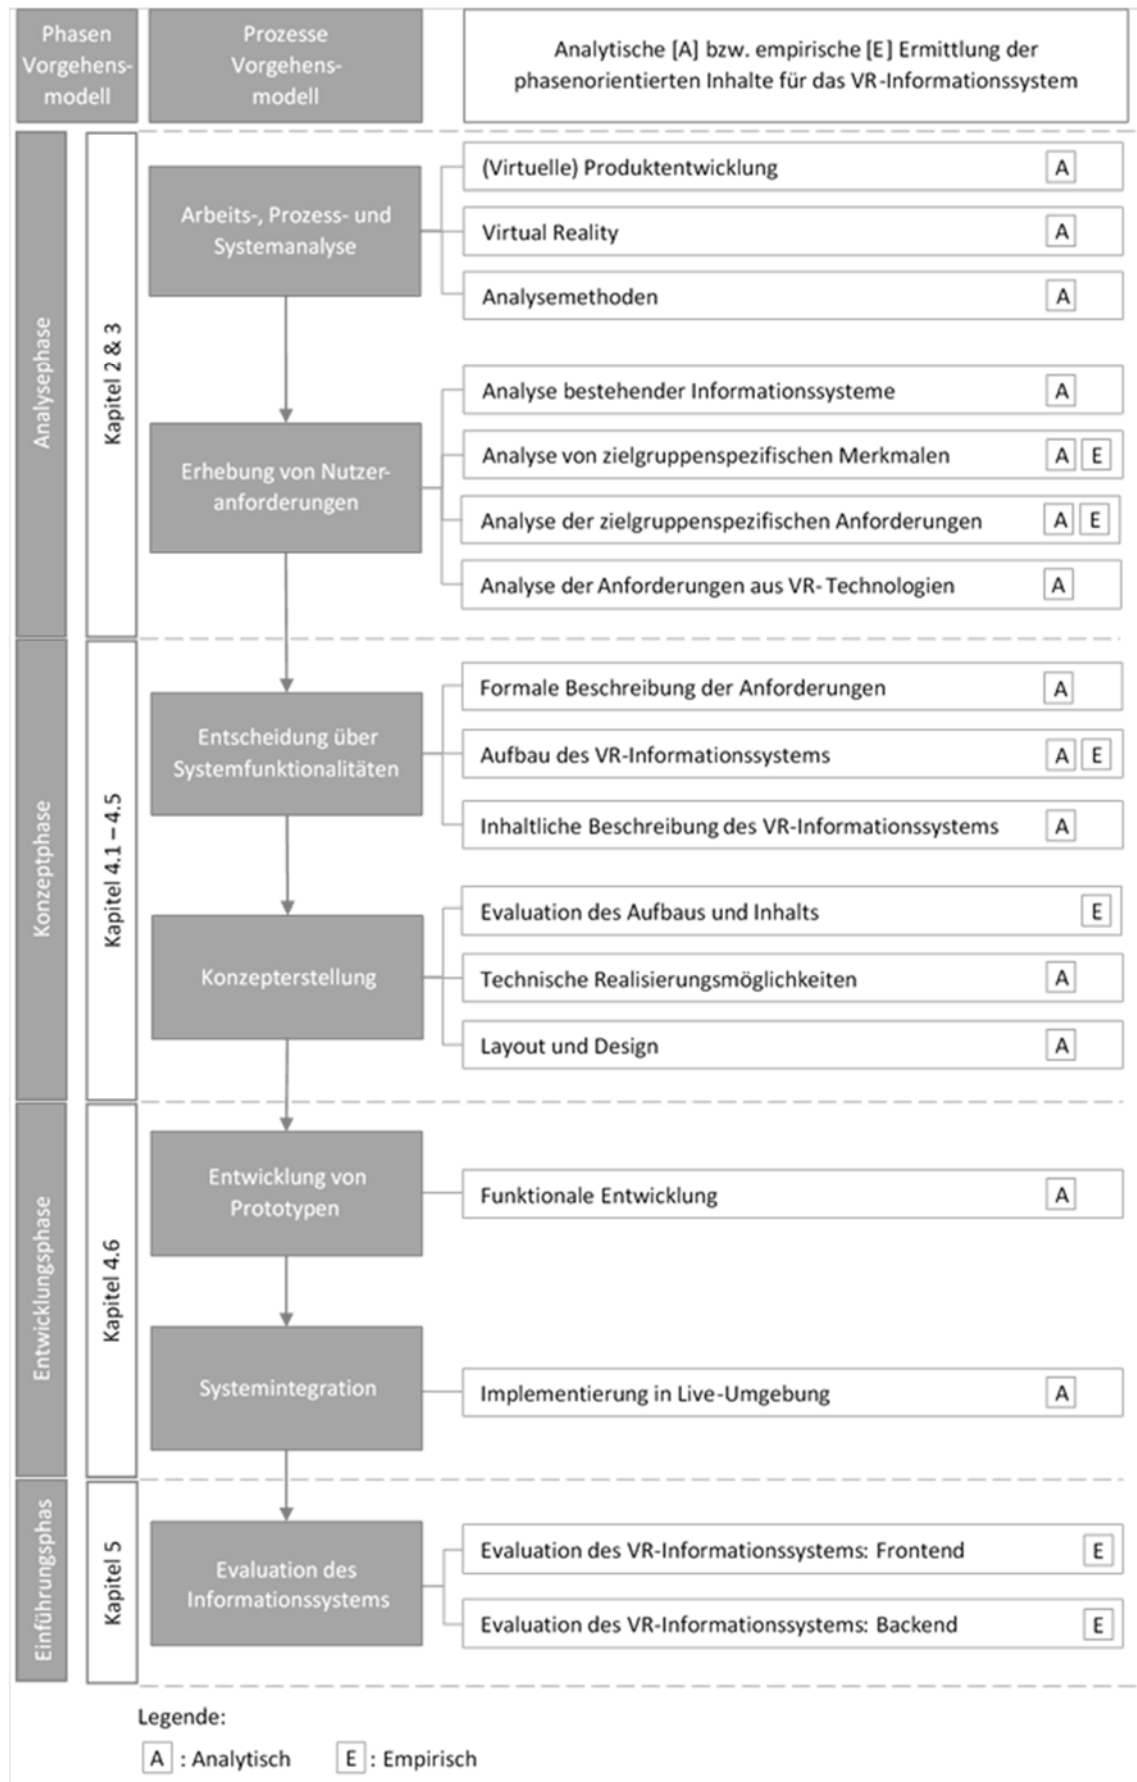 Phasen
Vorgehens-
modell
Prozesse
Vorgehens-
modell
Analytische [A] bzw. empirische [E] Ermittlung der
phasenorientierten Inhalte für das VR-Informationssystem
Analysephase
Kapitel 2 & 3
Arbeits-, Prozess- und
Systemanalyse
(Virtuelle) Produktentwicklung A
Virtual Reality A
Analysemethoden A
Erhebung von Nutzer-
anforderungen
Analyse bestehender Informationssysteme A
Analyse von zielgruppenspezifischen Merkmalen A E
Analyse der zielgruppenspezifischen Anforderungen A E
Analyse der Anforderungen aus VR-Technologien A
Konzeptphase
Kapitel 4.1 – 4.5
Entscheidung über
Systemfunktionalitäten
Formale Beschreibung der Anforderungen A
Aufbau des VR-Informationssystems A E
Inhaltliche Beschreibung des VR-Informationssystems A
Konzepterstellung
Evaluation des Aufbaus und Inhalts E
Technische Realisierungsmöglichkeiten A
Layout und Design A
Entwicklungsphase
Kapitel 4.6
Entwicklung von
Prototypen
Funktionale Entwicklung A
Systemintegration
Implementierung in Live-Umgebung A
Einführungsphas
Kapitel 5
Evaluation des
Informationssystems
Evaluation des VR-Informationssystems: Frontend E
Evaluation des VR-Informationssystems: Backend E
Legende:
A : Analytisch E : Empirisch